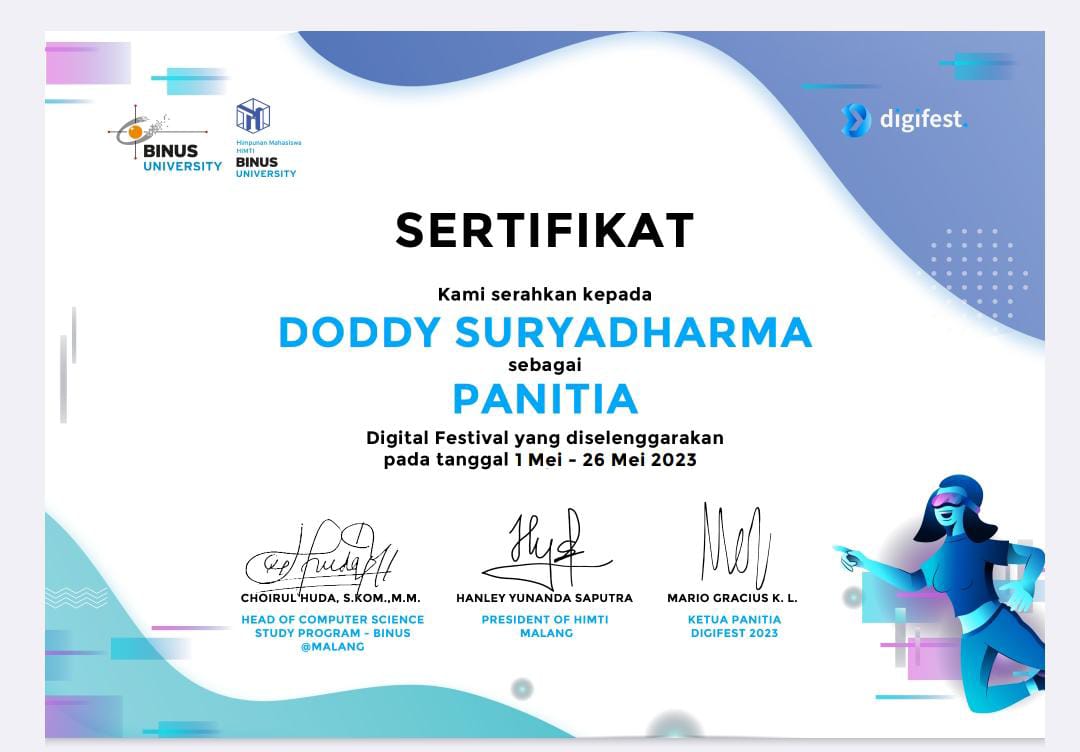 BINUS
UNIVERSITY
Himpunan Mahasiswa
HIMTI
BINUS
UNIVERSITY
digifest.
SERTIFIKAT
Kami serahkan kepada
DODDY SURYADHARMA
sebagai
PANITIA
Digital Festival yang diselenggarakan
pada tanggal 1 Mei - 26 Mei 2023
CHOIRUL HUDA, S.KOM.,M.M.
HEAD OF COMPUTER SCIENCE
STUDY PROGRAM - BINUS
@MALANG
HANLEY YUNANDA SAPUTRA
PRESIDENT OF HIMTI
MALANG
MARIO GRACIUS K. L.
KETUA PANITIA
DIGIFEST 2023